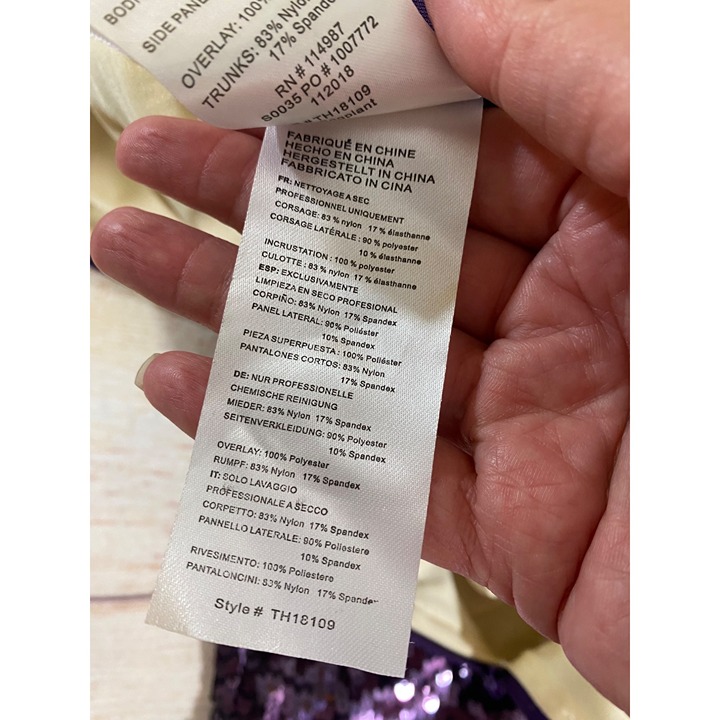 BOD
SIDE PANE
OVERLAY: 100%
TRUNKS: 83% Nylon
17% Spandex
RN # 114987
S0035 PO # 1007772
112018
TH18109
FABRIQUÉ EN CHINE
HECHO EN CHINA
HERGESTELLT IN CHINA
FABBRICATO IN CINA
FR: NETTOYAGE A SEC
PROFESSIONNEL UNIQUEMENT
CORSAGE: 83 % nylon 17 % élasthanne
CORSAGE LATÉRALE : 90 % polyester
10 % élasthanne
INCRUSTATION : 100 % polyester
CULOTTE : 83 % nylon 17 % élasthanne
ESP: EXCLUSIVAMENTE
LIMPIEZA EN SECO PROFESIONAL
CORPIÑO: 83% Nylon 17% Spandex
PANEL LATERAL: 90% Poliéster
10% Spandex
PIEZA SUPERPUESTA : 100% Poliéster
PANTALONES CORTOS: 83% Nylon
17% Spandex
DE: NUR PROFESSIONELLE
CHEMISCHE REINIGUNG
MIEDER: 83% Nylon 17% Spandex
SEITENVERKLEIDUNG: 90% Polyester
10% Spandex
OVERLAY: 100% Polyester
RUMPF: 83% Nylon 17% Spandex
IT: SOLO LAVAGGIO
PROFESSIONALE A SECCO
CORPETTO: 83% Nylon 17% Spandex
PANNELLO LATERALE: 90% Poliestere
10% Spandex
RIVESIMENTO: 100% Poliestere
PANTALONCINI: 83% Nylon 17% Spandex
Style # TH18109